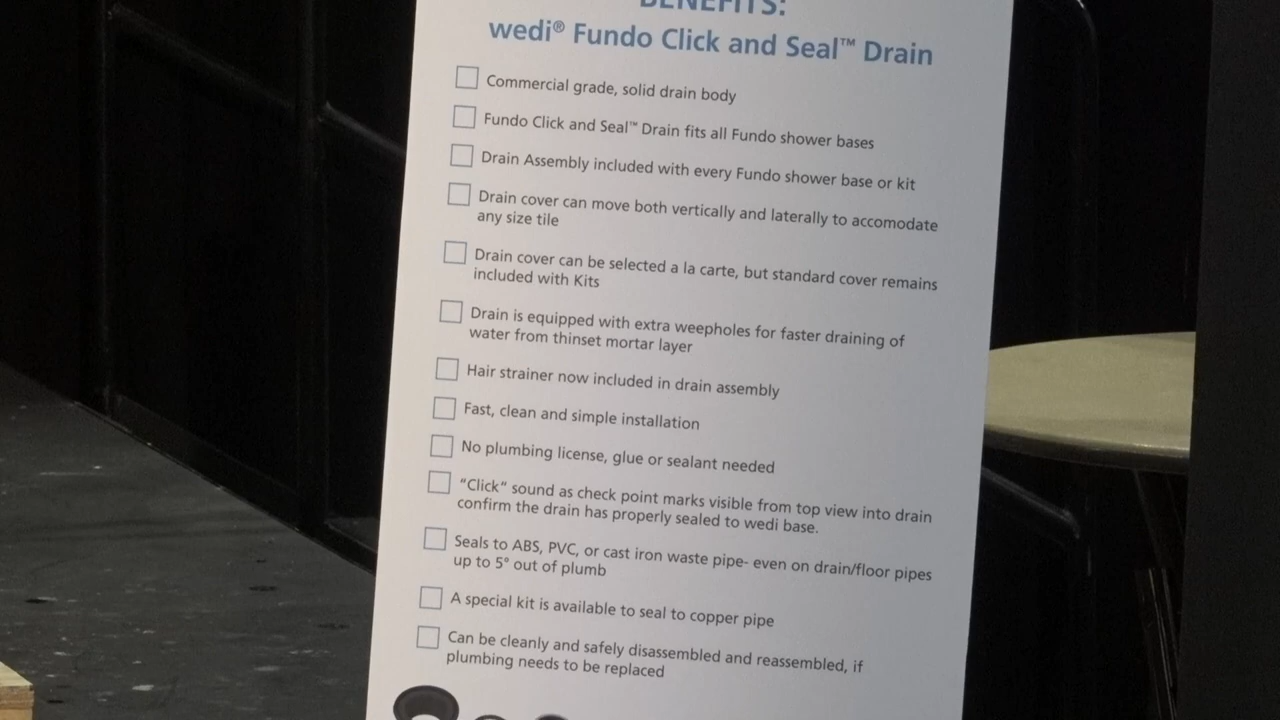 BENEFITS:
wedi® Fundo Click and Seal™ Drain
Commercial grade, solid drain body
Fundo Click and Seal™ Drain fits all Fundo shower bases
Drain Assembly included with every Fundo shower base or kit
Drain cover can move both vertically and laterally to accomodate
any size tile
Drain cover can be selected a la carte, but standard cover remains
included with Kits
Drain is equipped with extra weepholes for faster draining of
water from thinset mortar layer
Hair strainer now included in drain assembly
Fast, clean and simple installation
No plumbing license, glue or sealant needed
“Click“ sound as check point marks visible from top view into drain
confirm the drain has properly sealed to wedi base.
Seals to ABS, PVC, or cast iron waste pipe- even on drain/floor pipes
up to 5° out of plumb
A special kit is available to seal to copper pipe
Can be cleanly and safely disassembled and reassembled, if
plumbing needs to be replaced